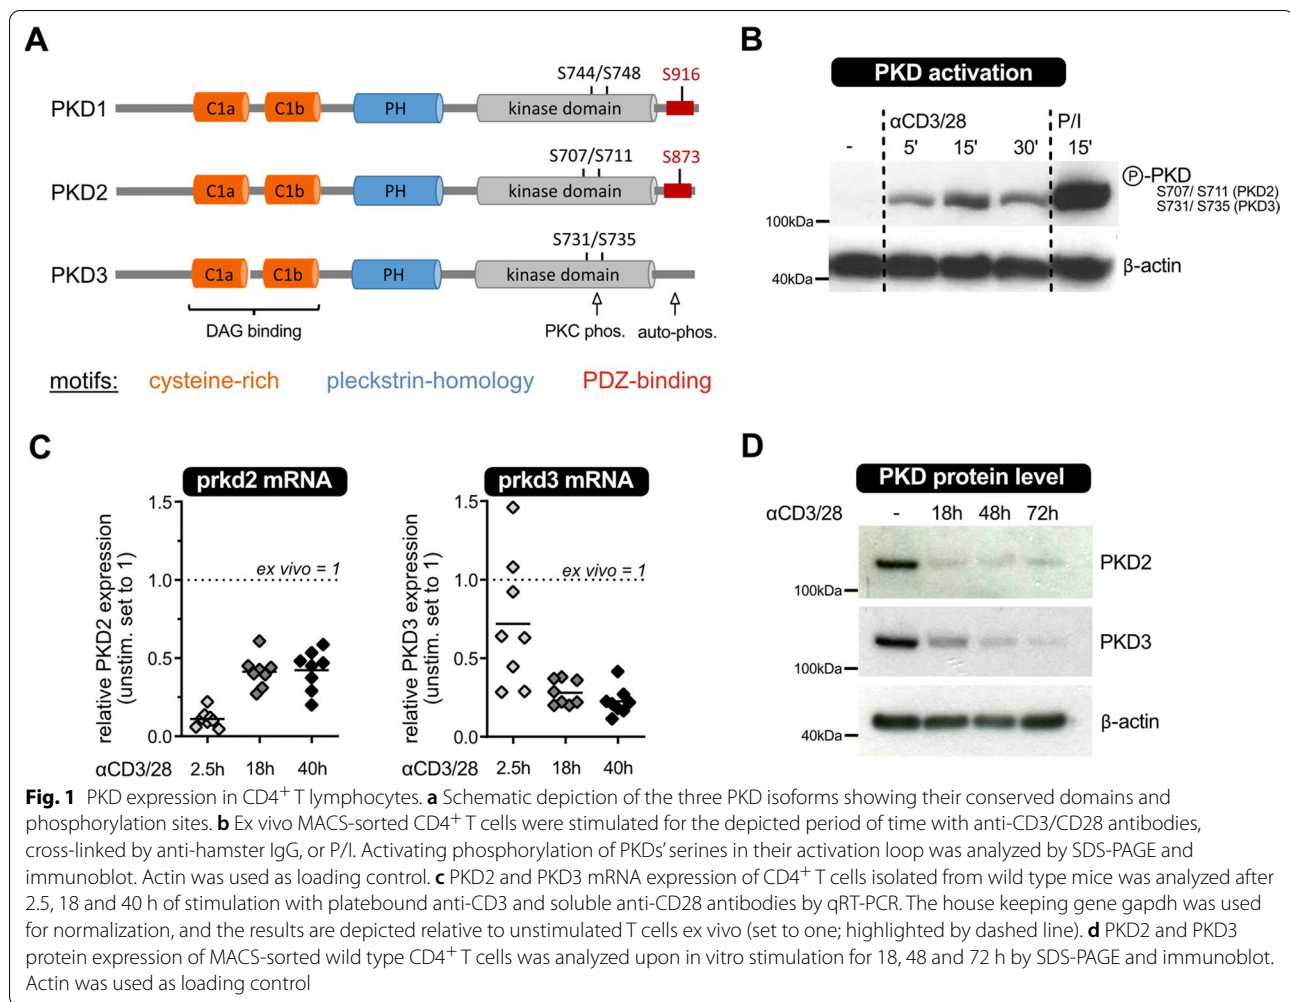 A
S744/S748
S916
PKD1
C1a
C1b
PH
kinase domain
S707/S711
S873
PKD2
C1a
C1b
PH
kinase domain
S731/S735
PKD3
C1a
C1b
PH
kinase domain
DAG binding
PKC phos.
auto-phos.
motifs: cysteine-rich pleckstrin-homology PDZ-binding
B
PKD activation
αCD3/28 P/I
- 5' 15' 30' 15'
Ⓟ-PKD
S707/ S711 (PKD2)
S731/ S735 (PKD3)
100kDa
β-actin
40kDa
C
prkd2 mRNA
relative PKD2 expression
(unstim. set to 1)
1.5
1.0
0.5
0.0
ex vivo = 1
αCD3/28 2.5h 18h 40h
prkd3 mRNA
relative PKD3 expression
(unstim. set to 1)
1.5
1.0
0.5
0.0
ex vivo = 1
αCD3/28 2.5h 18h 40h
D
PKD protein level
αCD3/28 - 18h 48h 72h
PKD2
100kDa
PKD3
100kDa
β-actin
40kDa
Fig. 1 PKD expression in CD4+ T lymphocytes. a Schematic depiction of the three PKD isoforms showing their conserved domains and
phosphorylation sites. b Ex vivo MACS-sorted CD4+ T cells were stimulated for the depicted period of time with anti-CD3/CD28 antibodies,
cross-linked by anti-hamster IgG, or P/I. Activating phosphorylation of PKDs' serines in their activation loop was analyzed by SDS-PAGE and
immunoblot. Actin was used as loading control. c PKD2 and PKD3 mRNA expression of CD4+ T cells isolated from wild type mice was analyzed after
2.5, 18 and 40 h of stimulation with platebound anti-CD3 and soluble anti-CD28 antibodies by qRT-PCR. The house keeping gene gapdh was used
for normalization, and the results are depicted relative to unstimulated T cells ex vivo (set to one; highlighted by dashed line). d PKD2 and PKD3
protein expression of MACS-sorted wild type CD4+ T cells was analyzed upon in vitro stimulation for 18, 48 and 72 h by SDS-PAGE and immunoblot.
Actin was used as loading control